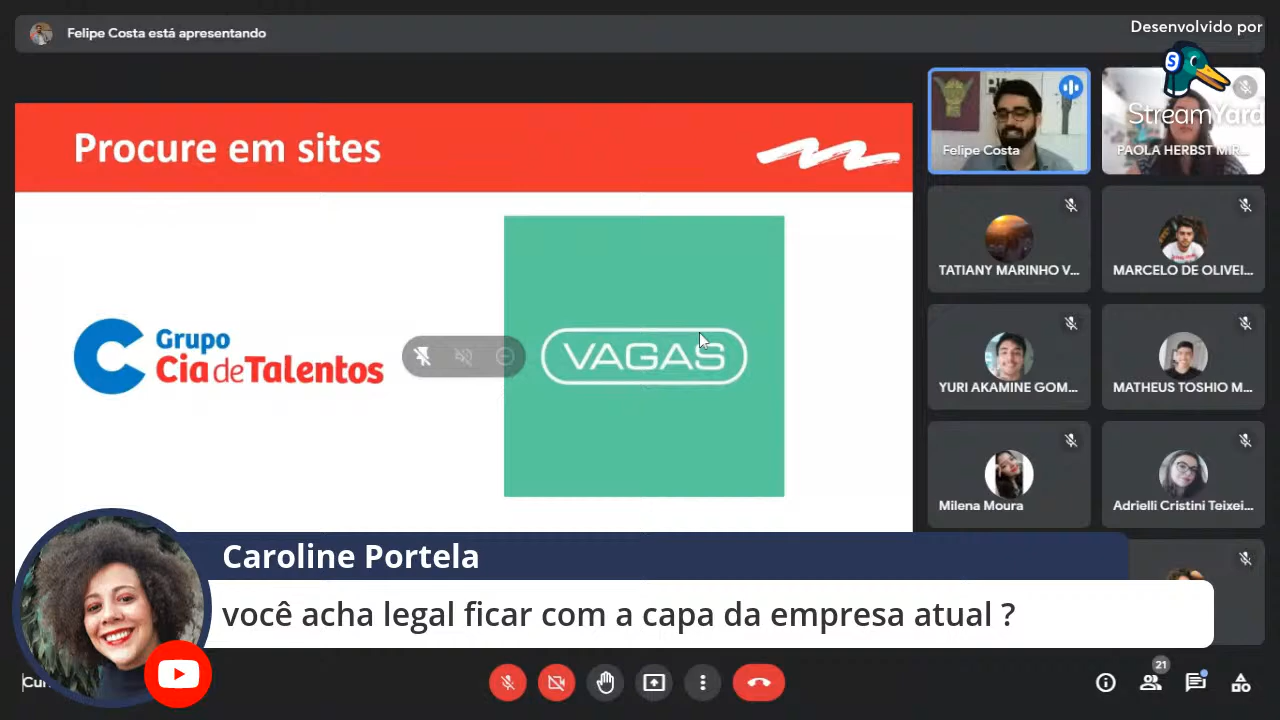 Felipe Costa está apresentando
Desenvolvido por
S
StreamYard
Procure em sites
Grupo
Cia de Talentos
VAGAS
Felipe Costa
PAOLA HERBST MIR...
TATIANY MARINHO V...
MARCELO DE OLIVEI...
YURI AKAMINE GOM...
MATHEUS TOSHIO M...
Milena Moura
Adrielli Cristini Teixei...
Caroline Portela
você acha legal ficar com a capa da empresa atual ?
21